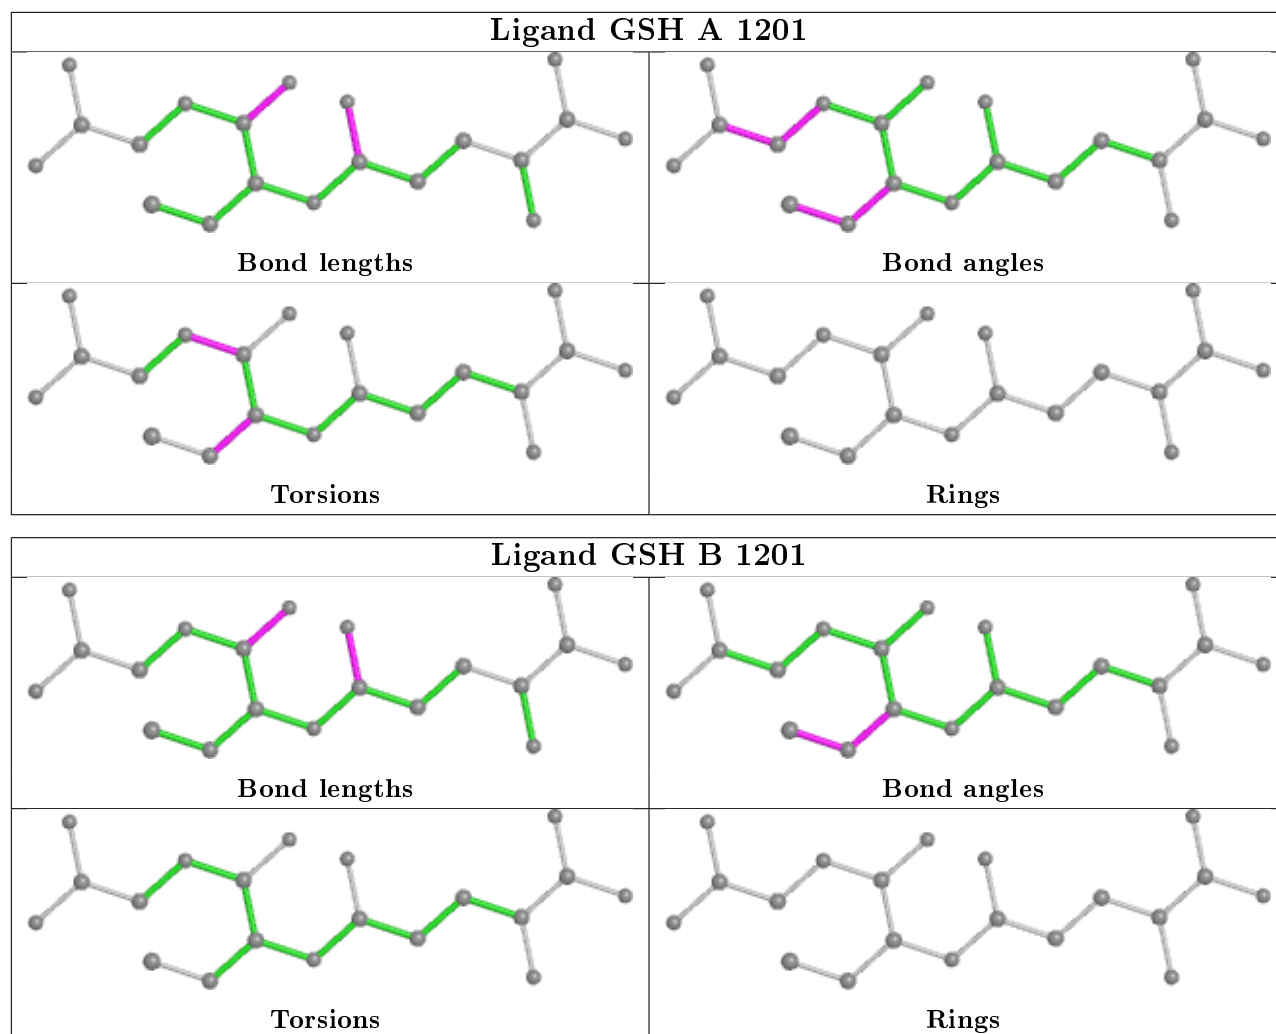 Ligand GSH A 1201
Bond lengths
Bond angles
Torsions
Rings
Ligand GSH B 1201
Bond lengths
Bond angles
Torsions
Rings